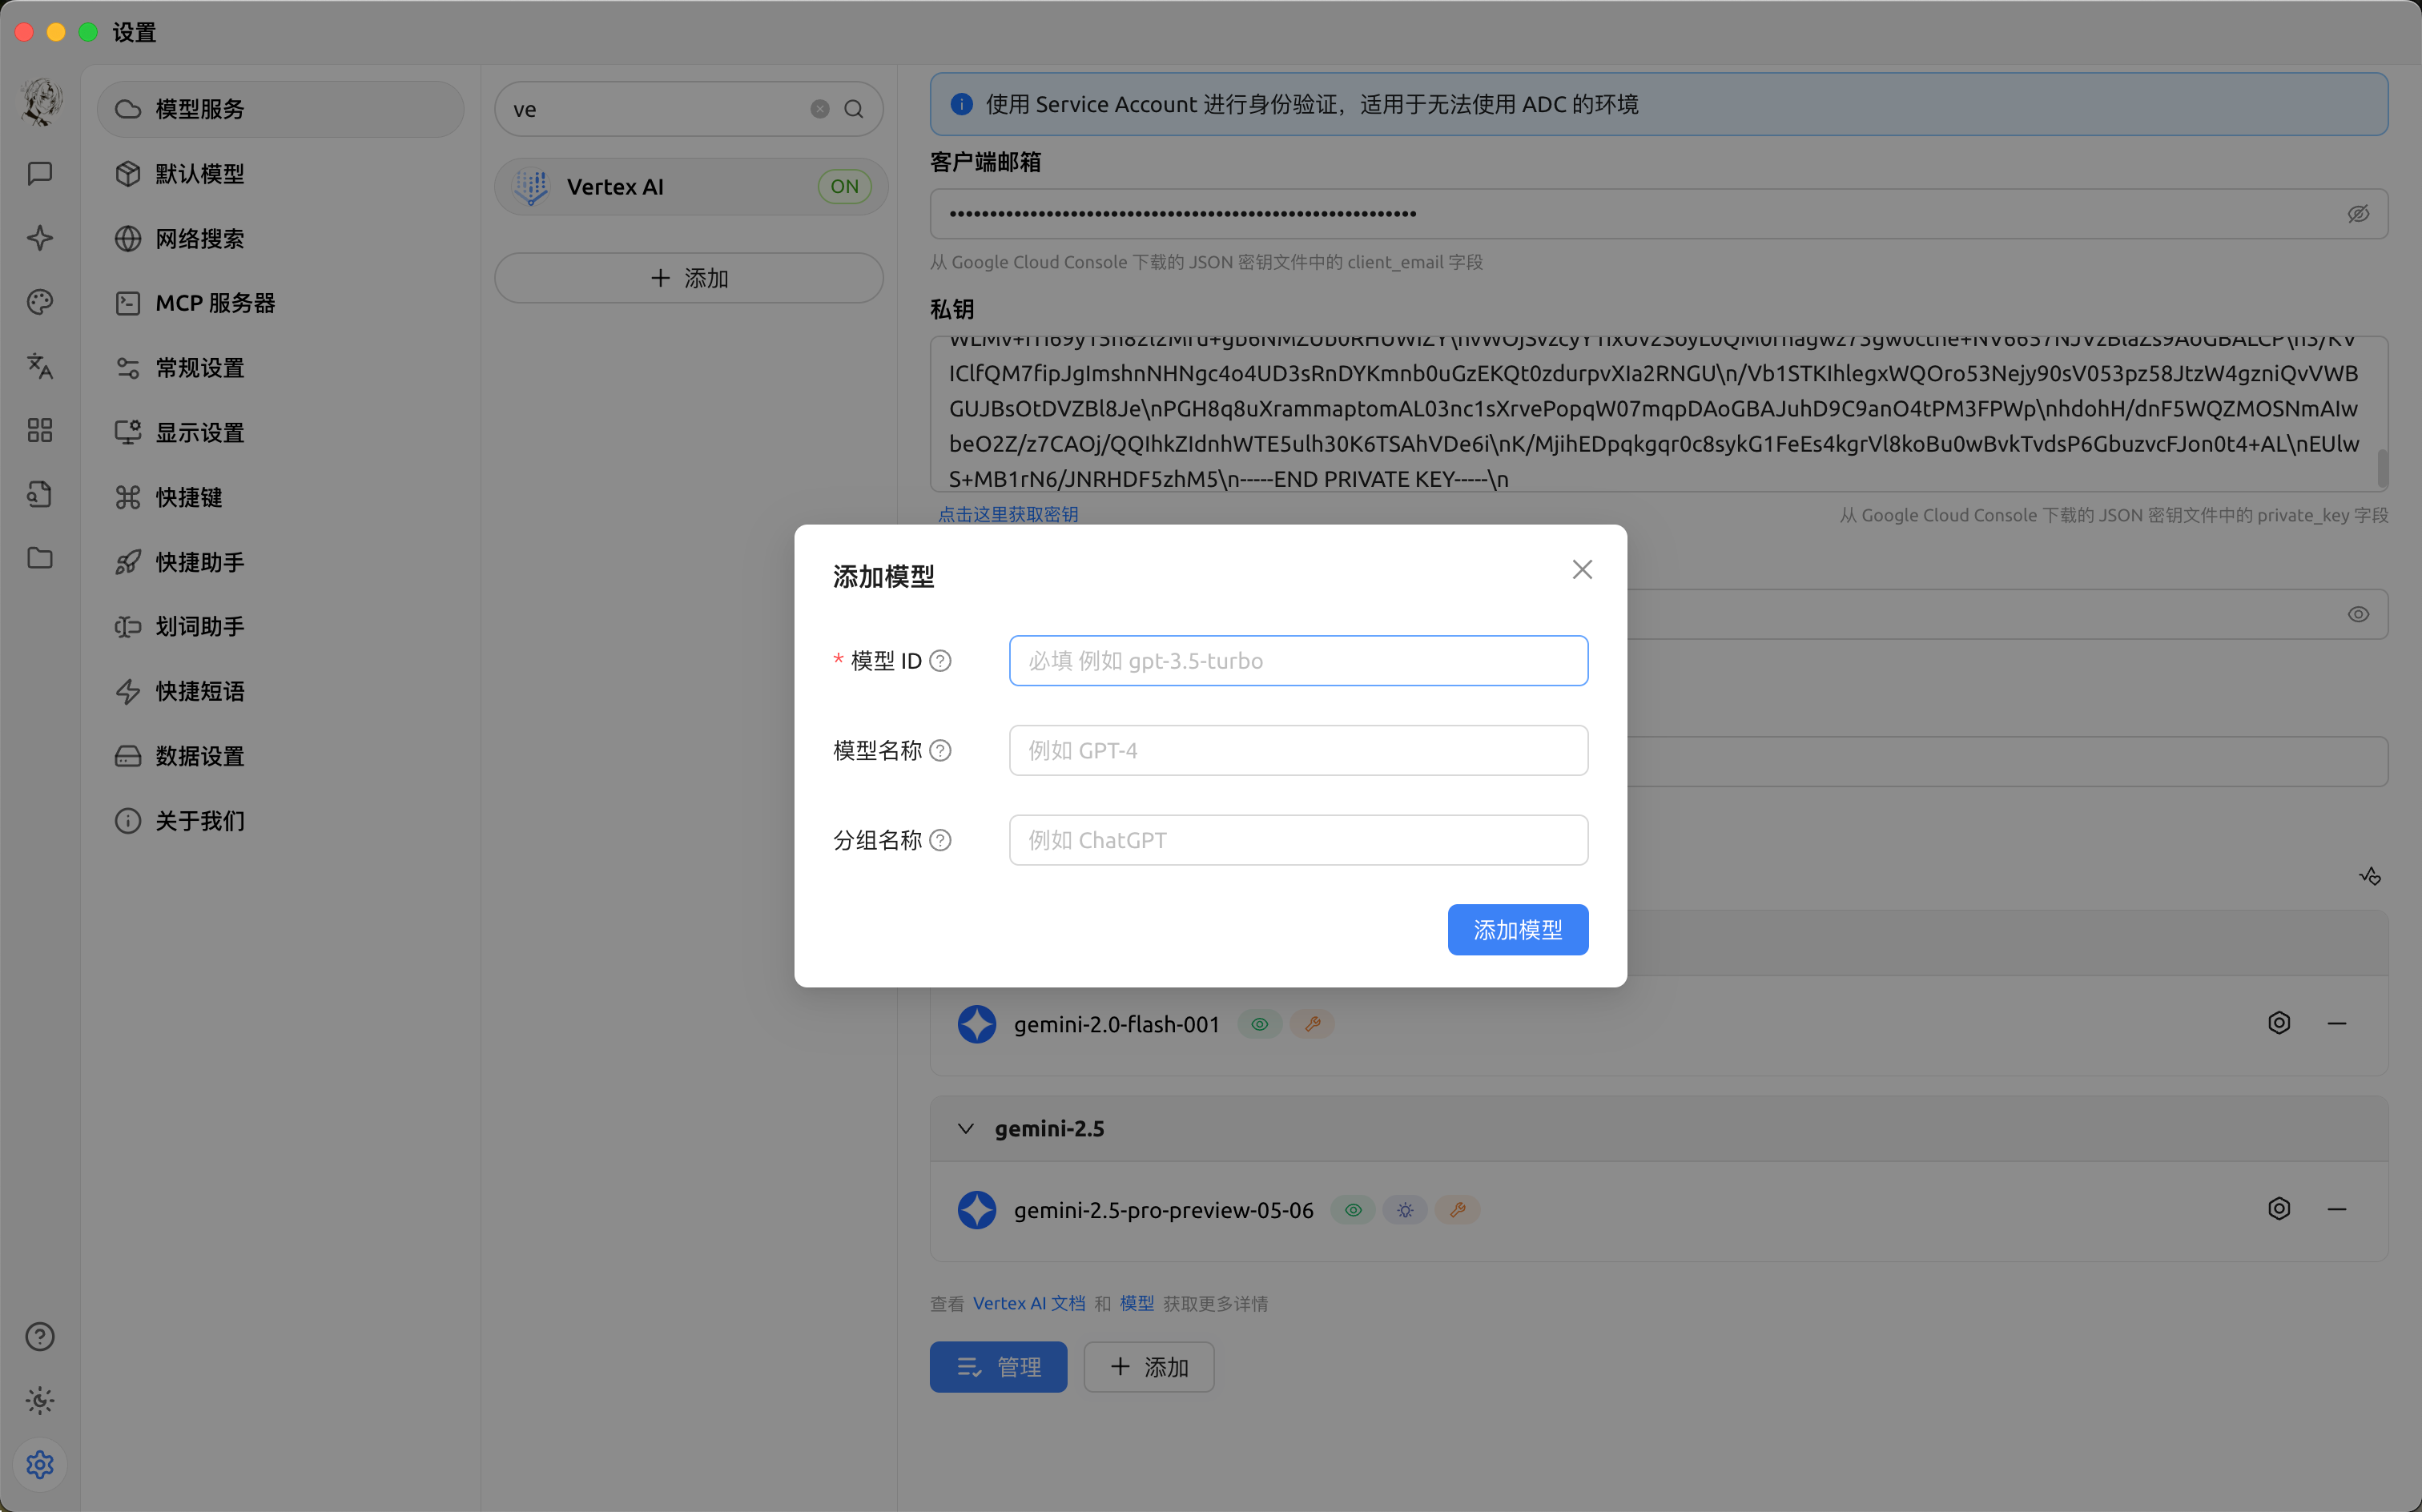 设置
模型服务
默认模型
网络搜索
MCP 服务器
常规设置
显示设置
快捷键
快捷助手
划词助手
快捷短语
数据设置
关于我们
ve
Vertex AI
ON
添加
使用 Service Account 进行身份验证，适用于无法使用 ADC 的环境
客户端邮箱
从 Google Cloud Console 下载的 JSON 密钥文件中的 client_email 字段
私钥
IClfQM7fipJgImshnNHNgc4o4UD3sRnDYKmnb0uGzEKQt0zdurpvXIa2RNGU\n/Vb1STKIhlegxWQOro53Nejy90sV053pz58JtzW4gzniQvVWB
GUJBsOtDVZBl8Je\nPGH8q8uXrammaptomAL03nc1sXrvePopqW07mqpDAoGBAJuhD9C9anO4tPM3FPWp\nhdohH/dnF5WQZMOSNmAIw
beO2Z/z7CAOj/QQIhkZIdnhWTE5ulh30K6TSAhVDe6i\nK/MjihEDpqkgqr0c8sykG1FeEs4kgrVl8koBu0wBvkTvdsP6GbuzvcFJon0t4+AL\nEUlw
S+MB1rN6/JNRHDF5zhM5\n-----END PRIVATE KEY-----\n
点击这里获取密钥
从 Google Cloud Console 下载的 JSON 密钥文件中的 private_key 字段
添加模型
* 模型 ID
必填 例如 gpt-3.5-turbo
模型名称
例如 GPT-4
分组名称
例如 ChatGPT
添加模型
gemini-2.0-flash-001
gemini-2.5
gemini-2.5-pro-preview-05-06
查看 Vertex AI 文档 和 模型 获取更多详情
管理
添加